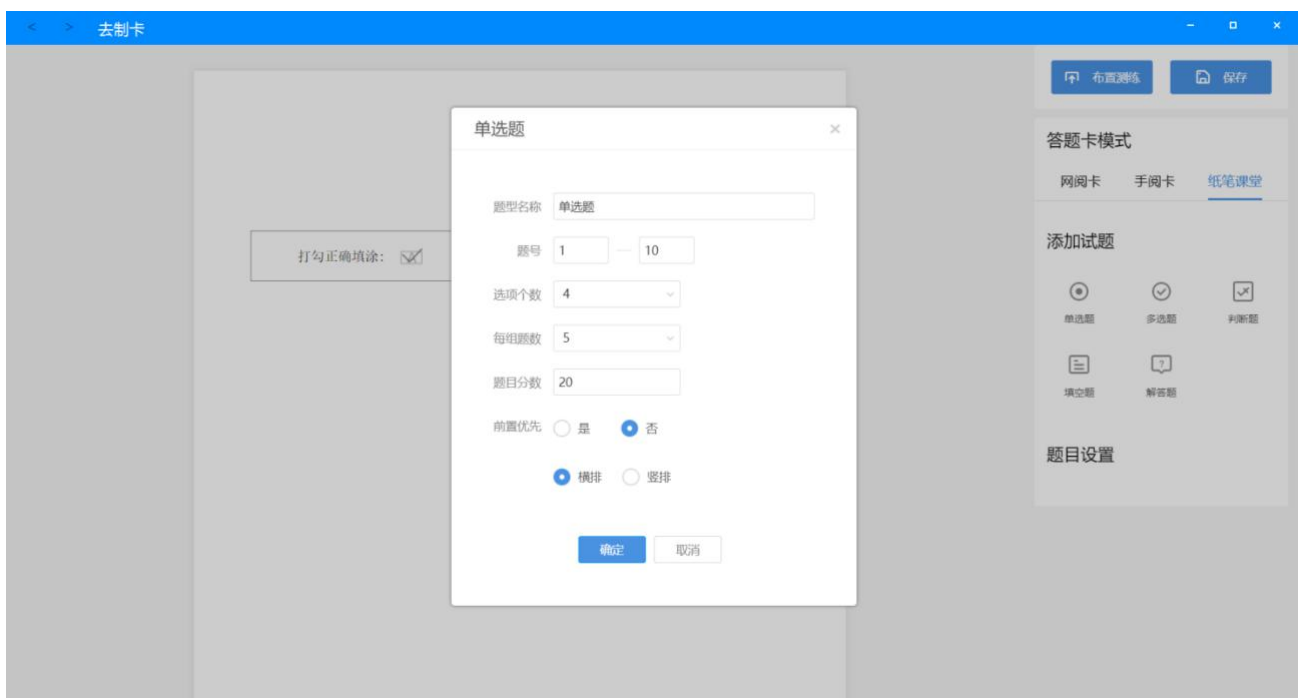 去制卡
布置测练 保存
答题卡模式
网阅卡 手阅卡 纸笔课堂
添加试题
单选题 多选题 判断题
填空题 解答题
题目设置
打勾正确填涂：
单选题
题型名称 单选题
题号 1 — 10
选项个数 4
每组题数 5
题目分数 20
前置优先 是 否
横排 竖排
确定 取消